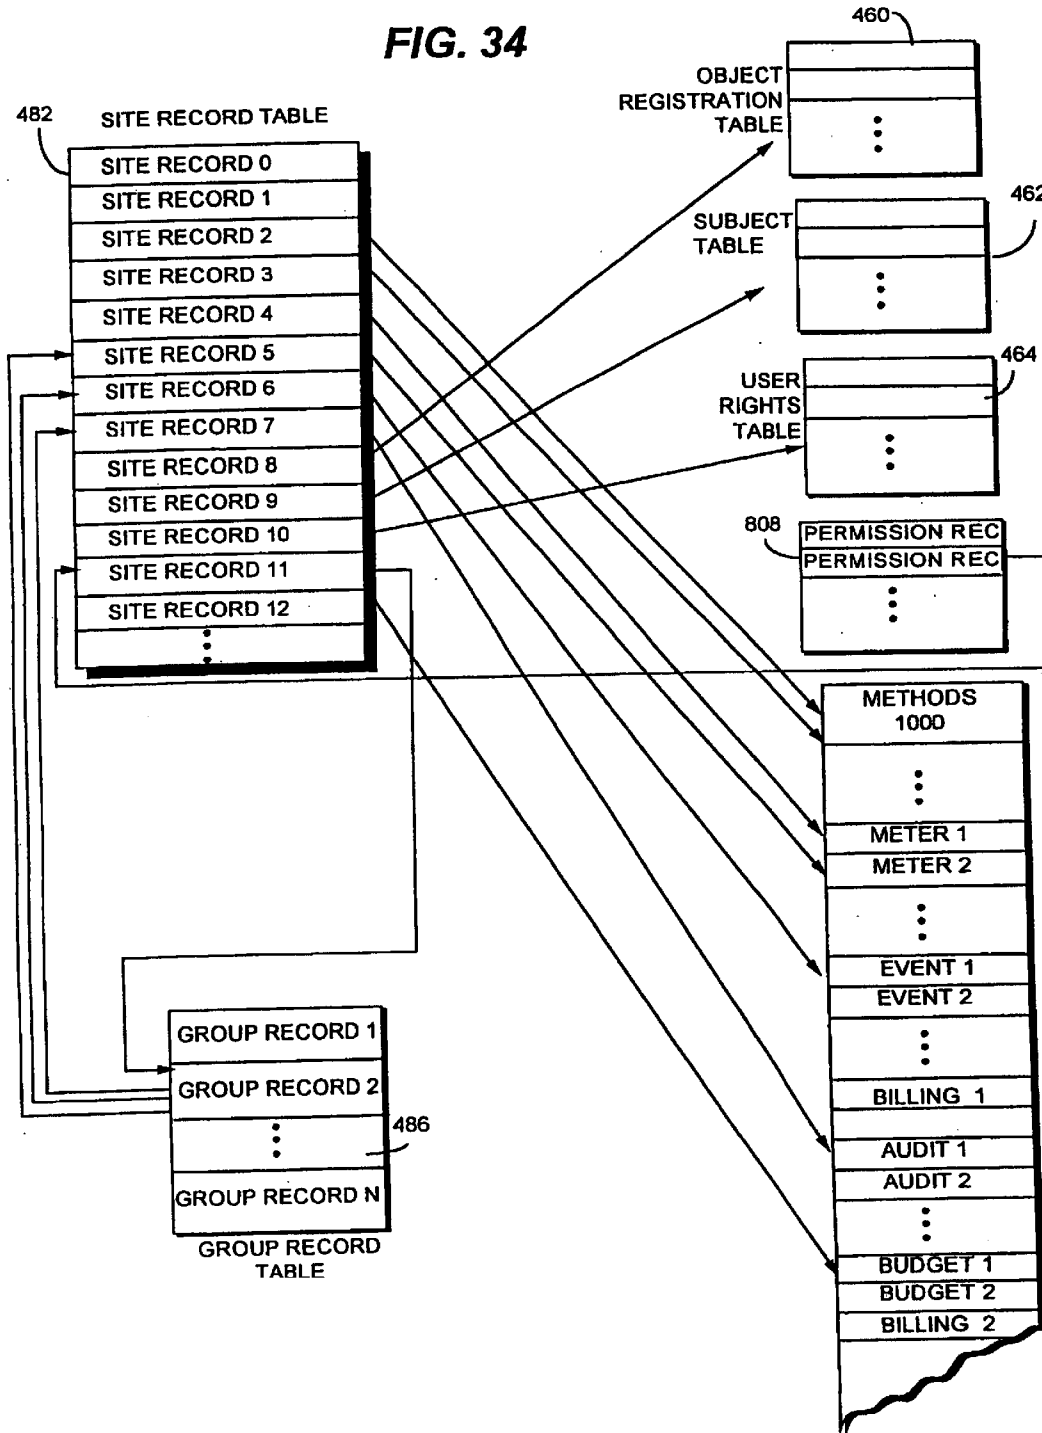 FIG. 34
460
OBJECT
REGISTRATION
TABLE
482
SITE RECORD TABLE
SITE RECORD 0
SITE RECORD 1
SITE RECORD 2
SITE RECORD 3
SITE RECORD 4
SITE RECORD 5
SITE RECORD 6
SITE RECORD 7
SITE RECORD 8
SITE RECORD 9
SITE RECORD 10
SITE RECORD 11
SITE RECORD 12
SUBJECT
TABLE
462
USER
RIGHTS
TABLE
464
808
PERMISSION REC
PERMISSION REC
METHODS
1000
METER 1
METER 2
EVENT 1
EVENT 2
BILLING 1
AUDIT 1
AUDIT 2
BUDGET 1
BUDGET 2
BILLING 2
GROUP RECORD 1
GROUP RECORD 2
486
GROUP RECORD N
GROUP RECORD
TABLE